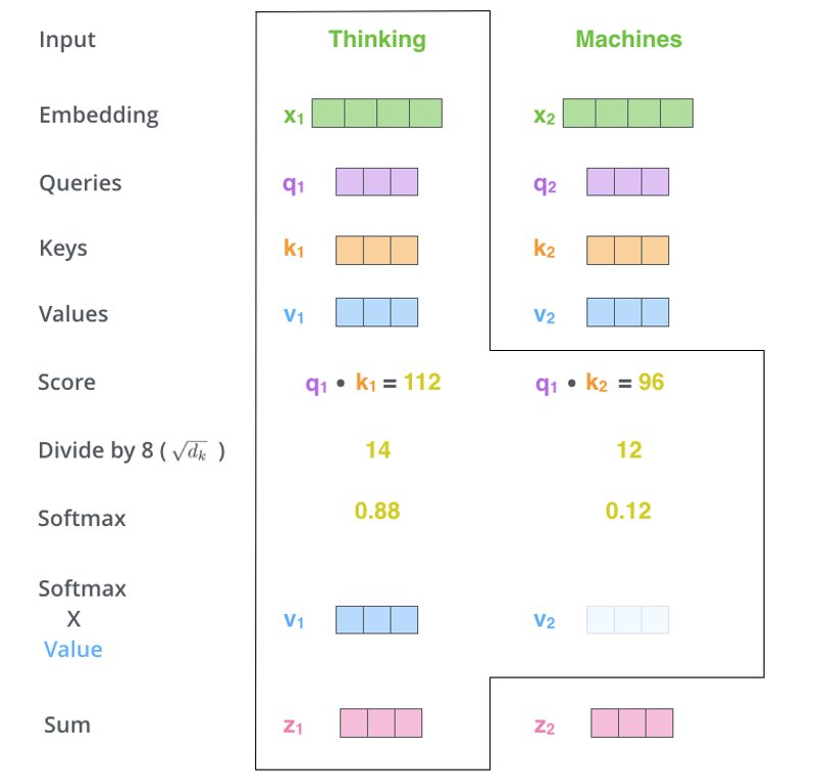 Input Thinking Machines
Embedding x₁ x₂
Queries q₁ q₂
Keys k₁ k₂
Values v₁ v₂
Score q₁ • k₁ = 112 q₁ • k₂ = 96
Divide by 8 ( √dₖ ) 14 12
Softmax 0.88 0.12
Softmax
X
Value v₁ v₂
Sum z₁ z₂